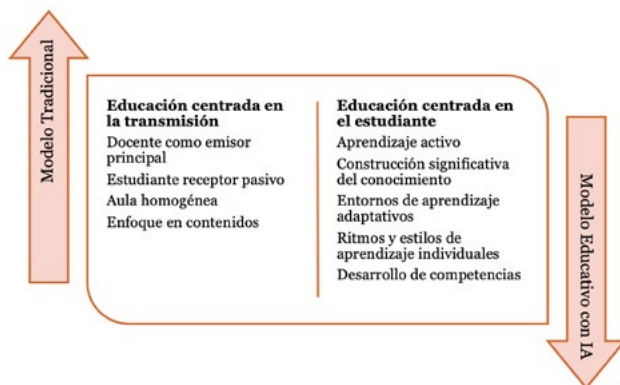 Modelo Tradicional
Educación centrada en
la transmisión
Docente como emisor
principal
Estudiante receptor pasivo
Aula homogénea
Enfoque en contenidos
Educación centrada en
el estudiante
Aprendizaje activo
Construcción significativa
del conocimiento
Entornos de aprendizaje
adaptativos
Ritmos y estilos de
aprendizaje individuales
Desarrollo de competencias
Modelo Educativo con IA